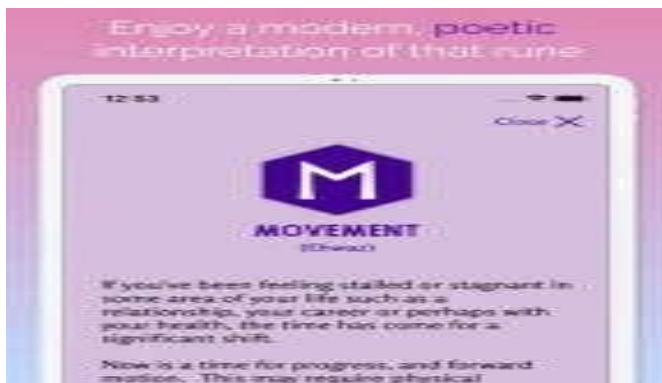 Enjoy a modern, poetic
interpretation of that rune
12:53
Close
M
MOVEMENT
(Ehwaz)
If you've been feeling stalled or stagnant in
some area of your life such as a
relationship, your career or perhaps with
your health, the time has come for a
significant shift.
Now is a time for progress, and forward
motion. This may require physical